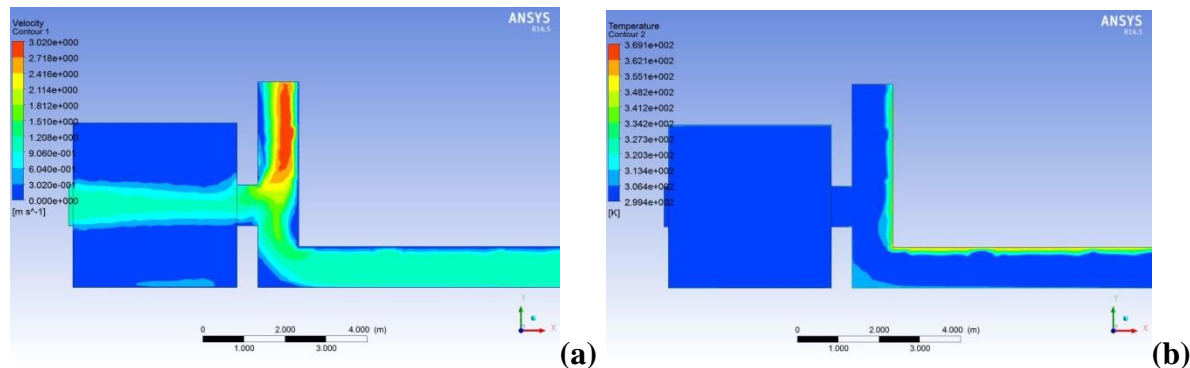 Velocity
Contour 1
3.020e+000
2.718e+000
2.416e+000
2.114e+000
1.812e+000
1.510e+000
1.208e+000
9.060e-001
6.040e-001
3.020e-001
0.000e+000
[m s^-1]
ANSYS
R14.5
0 2.000 4.000 (m)
1.000 3.000
Y
X
(a)
Temperature
Contour 2
3.691e+002
3.621e+002
3.551e+002
3.482e+002
3.412e+002
3.342e+002
3.273e+002
3.203e+002
3.134e+002
3.064e+002
2.994e+002
[K]
ANSYS
R14.5
0 2.000 4.000 (m)
1.000 3.000
Y
X
(b)